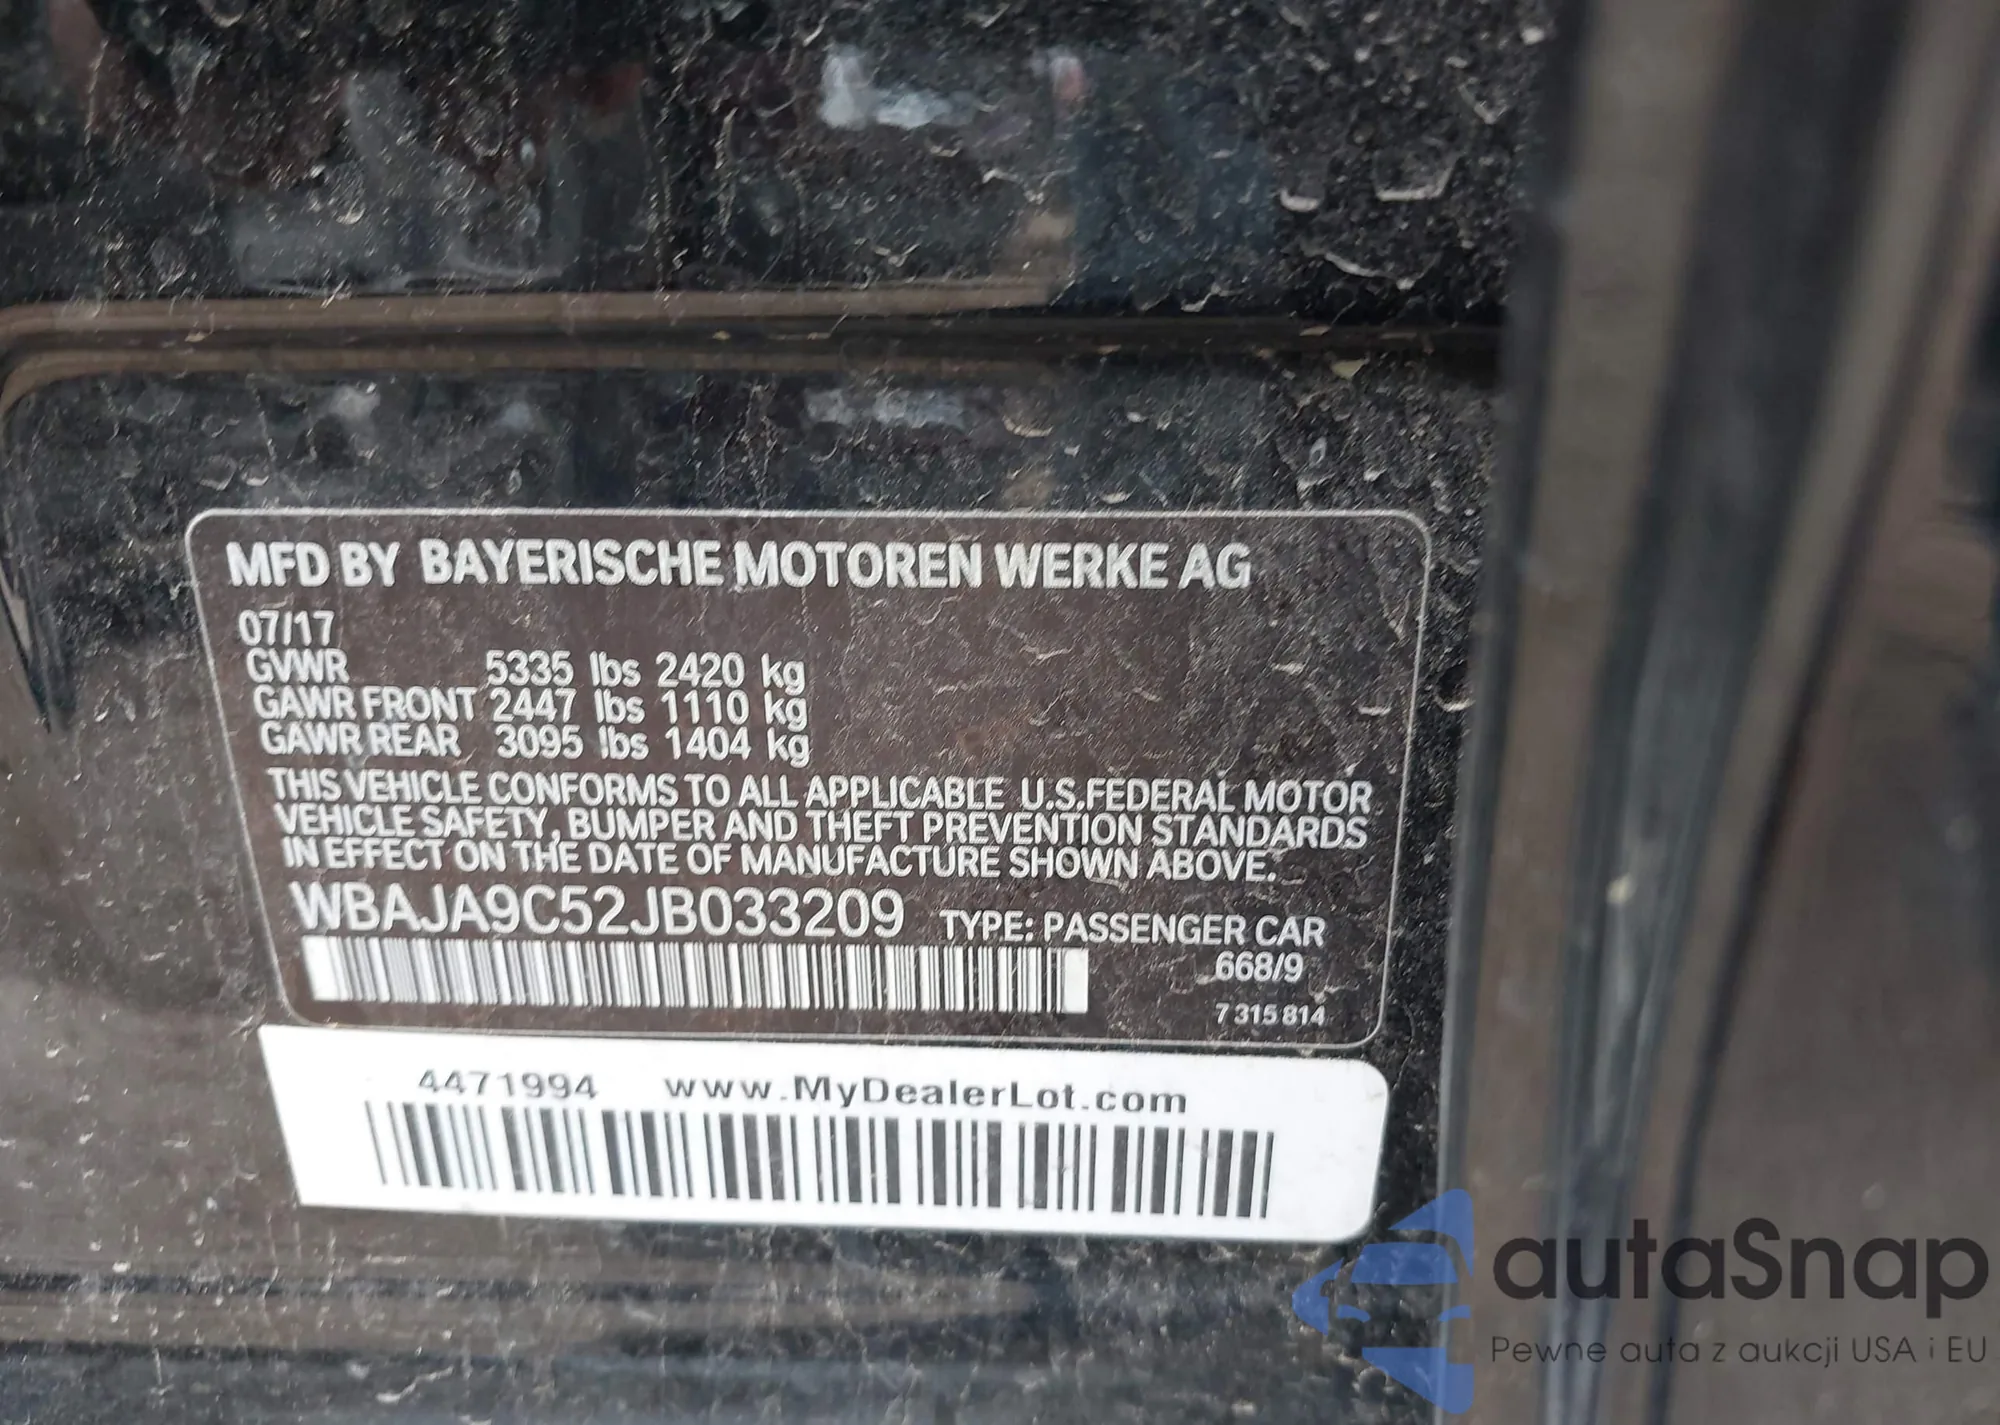 MFD BY BAYERISCHE MOTOREN WERKE AG
07/17
GVWR 5335 lbs 2420 kg
GAWR FRONT 2447 lbs 1110 kg
GAWR REAR 3095 lbs 1404 kg
THIS VEHICLE CONFORMS TO ALL APPLICABLE U.S.FEDERAL MOTOR
VEHICLE SAFETY, BUMPER AND THEFT PREVENTION STANDARDS
IN EFFECT ON THE DATE OF MANUFACTURE SHOWN ABOVE.
WBAJA9C52JB033209 TYPE: PASSENGER CAR
668/9
7 315 814
4471994 www.MyDealerLot.com
autaSnap
Pewne auta z aukcji USA i EU